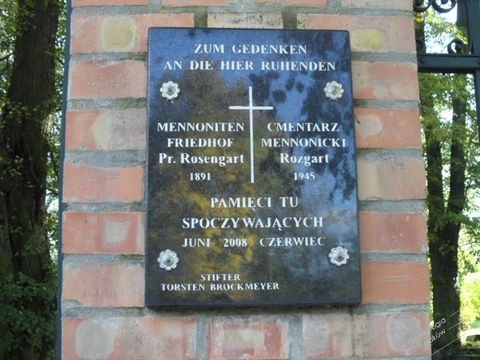 ZUM GEDENKEN
AN DIE HIER RUHENDEN
MENNONITEN
FRIEDHOF
Pr. Rosengart
1891
CMENTARZ
MENNONICKI
Rozgart
1945
PAMIĘCI TU
SPOCZYWAJĄCYCH
JUNI 2008 CZERWIEC
STIFTER
TORSTEN BROCKMEYER